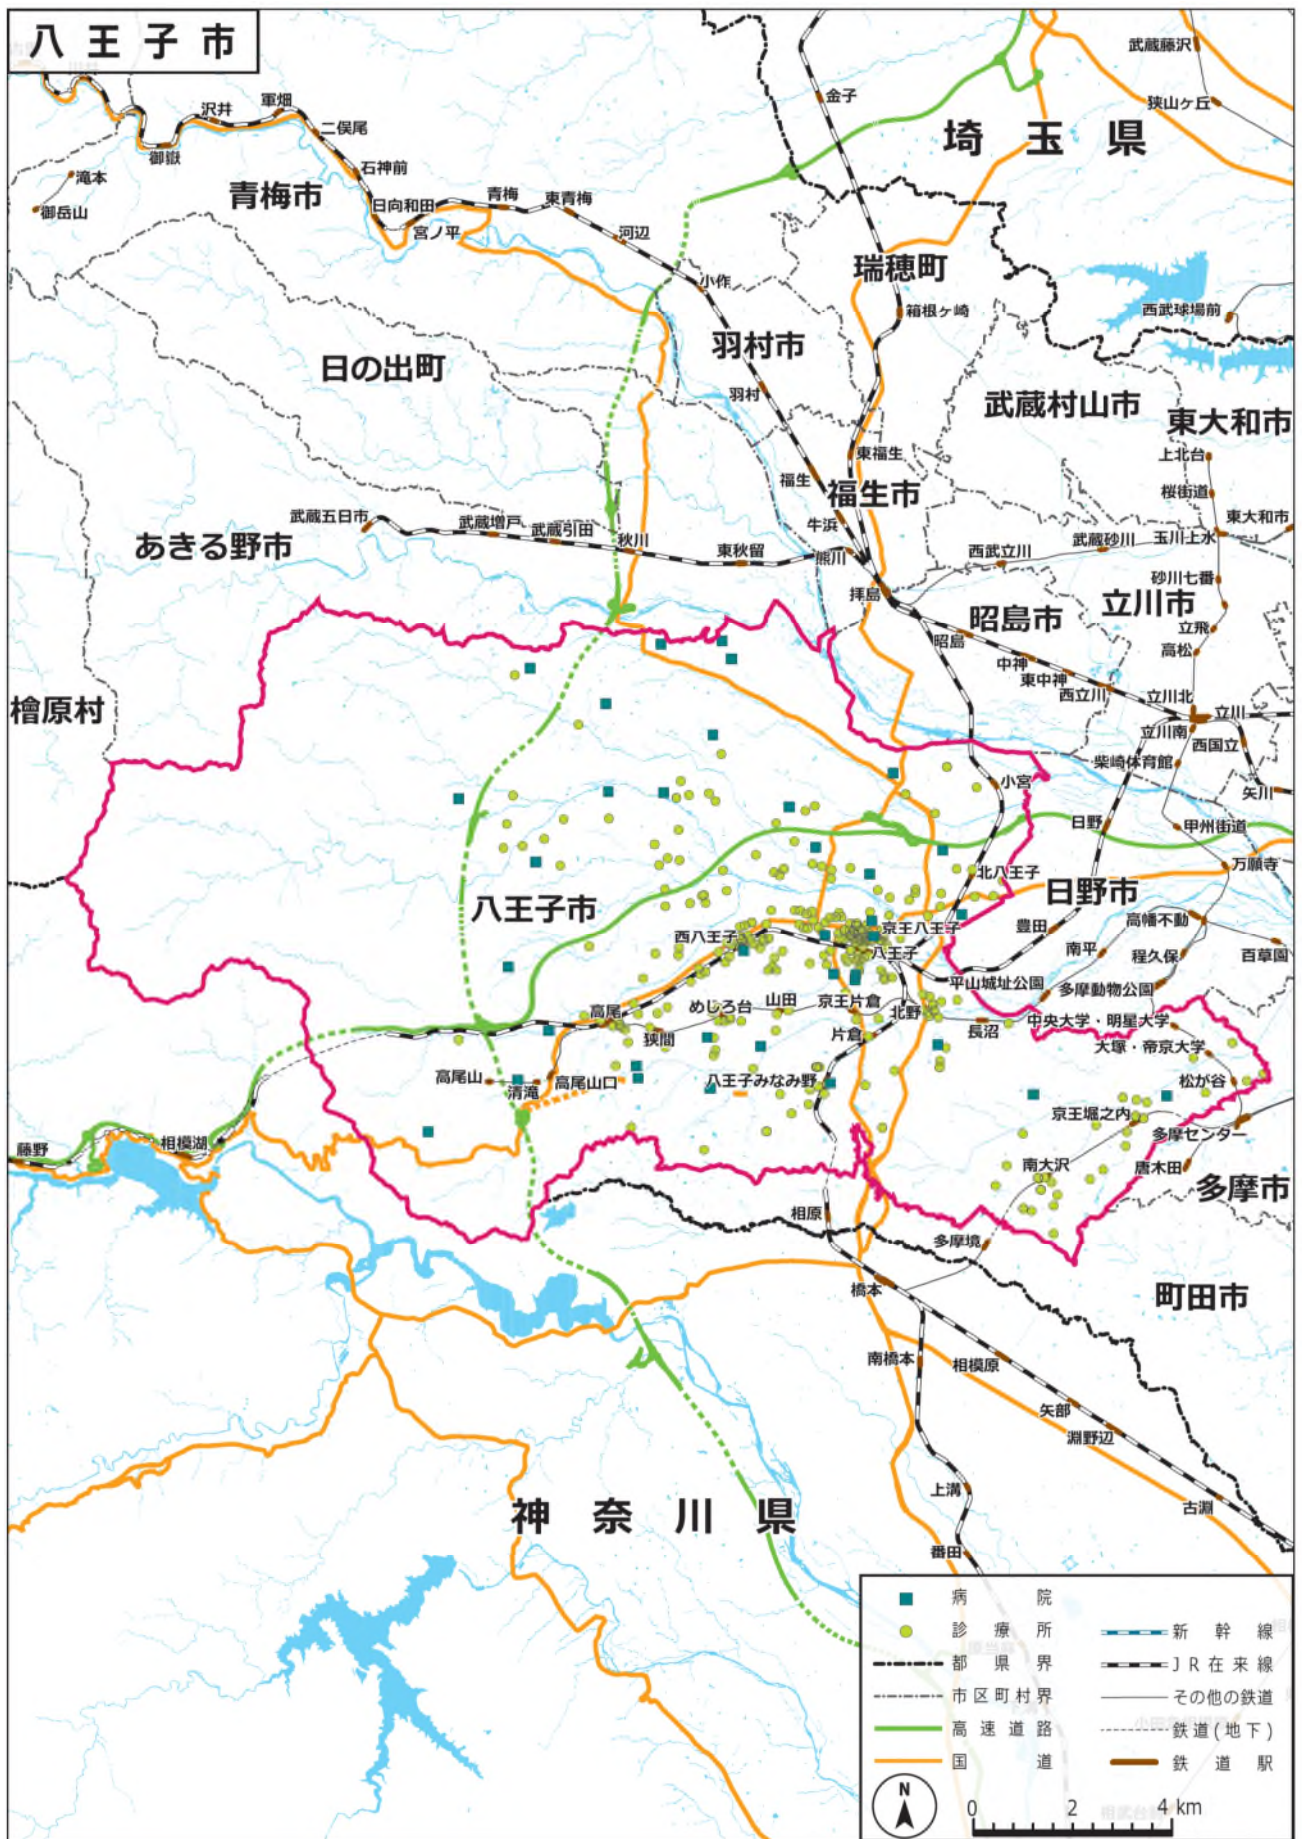 八王子市
武蔵藤沢
狭山ヶ丘
金子
埼玉県
沢井
軍畑
二俣尾
御嶽
石神前
滝本
御岳山
青梅市
日向和田
宮ノ平
青梅
東青梅
河辺
小作
瑞穂町
箱根ヶ崎
西武球場前
羽村市
羽村
日の出町
武蔵村山市
東大和市
上北台
桜街道
東大和市
玉川上水
東福生
福生
福生市
牛浜
熊川
武蔵五日市
武蔵増戸
武蔵引田
秋川
東秋留
あきる野市
西武立川
武蔵砂川
砂川七番
拝島
昭島市
立川市
立飛
高松
昭島
中神
東中神
西立川
立川北
立川
立川南
西国立
柴崎体育館
矢川
檜原村
小宮
日野
甲州街道
万願寺
北八王子
日野市
高幡不動
八王子市
西八王子
京王八王子
八王子
豊田
南平
程久保
百草園
平山城址公園
多摩動物公園
高尾
めじろ台
山田
京王片倉
北野
長沼
中央大学・明星大学
狭間
片倉
大塚・帝京大学
高尾山
清滝
高尾山口
八王子みなみ野
松が谷
京王堀之内
多摩センター
藤野
相模湖
南大沢
唐木田
多摩市
相原
多摩境
橋本
町田市
南橋本
相模原
矢部
淵野辺
上溝
古淵
神奈川県
番田
病院
診療所
都県界
市区町村界
高速道路
国道
新幹線
JR在来線
その他の鉄道
鉄道(地下)
鉄道駅
N
0 2 4 km